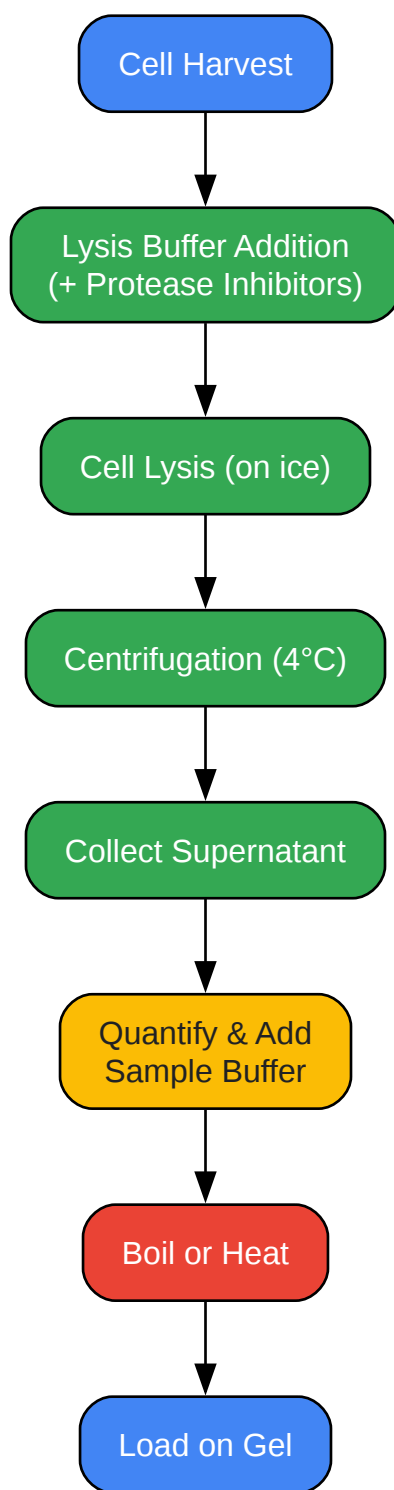 Cell Harvest
Lysis Buffer Addition
(+ Protease Inhibitors)
Cell Lysis (on ice)
Centrifugation (4°C)
Collect Supernatant
Quantify & Add
Sample Buffer
Boil or Heat
Load on Gel